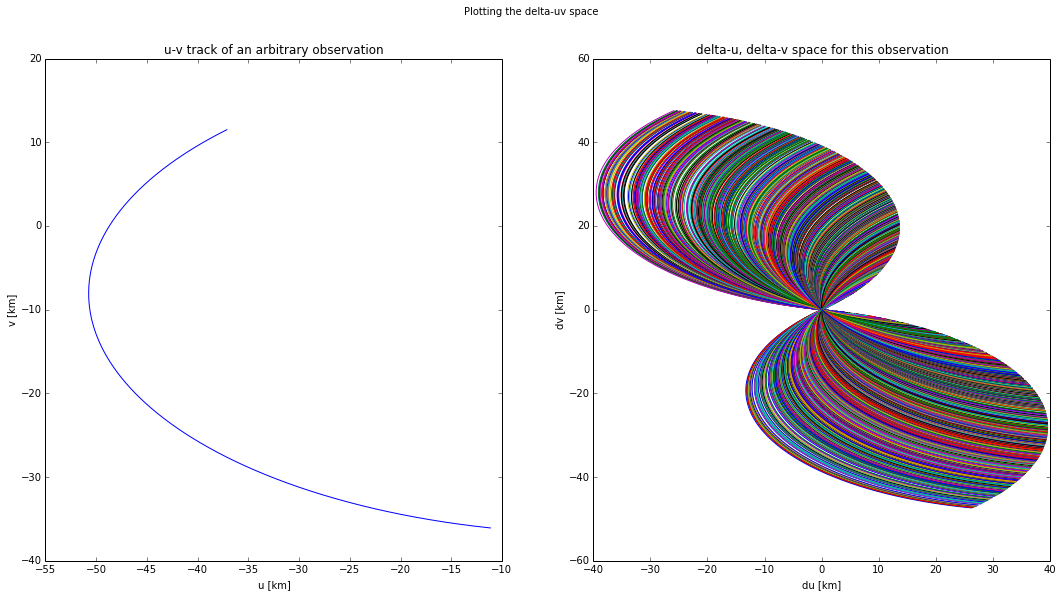 Plotting the delta-uv space
u-v track of an arbitrary observation
20
10
0
−10
−20
−30
−40
v [km]
−55 −50 −45 −40 −35 −30 −25 −20 −15 −10
u [km]
delta-u, delta-v space for this observation
60
40
20
0
−20
−40
−60
dv [km]
−40 −30 −20 −10 0 10 20 30 40
du [km]